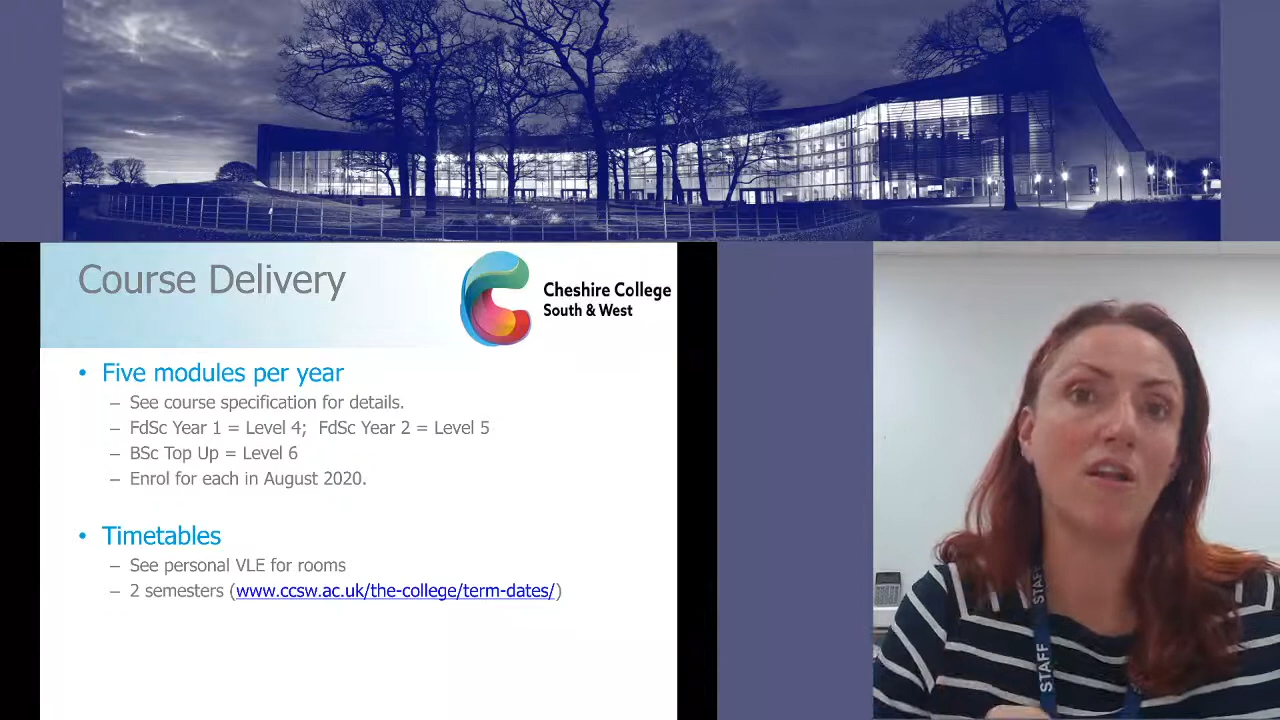 Course Delivery
Cheshire College
South & West
• Five modules per year
– See course specification for details.
– FdSc Year 1 = Level 4; FdSc Year 2 = Level 5
– BSc Top Up = Level 6
– Enrol for each in August 2020.
• Timetables
– See personal VLE for rooms
– 2 semesters (www.ccsw.ac.uk/the-college/term-dates/)
STAFF
STAFF